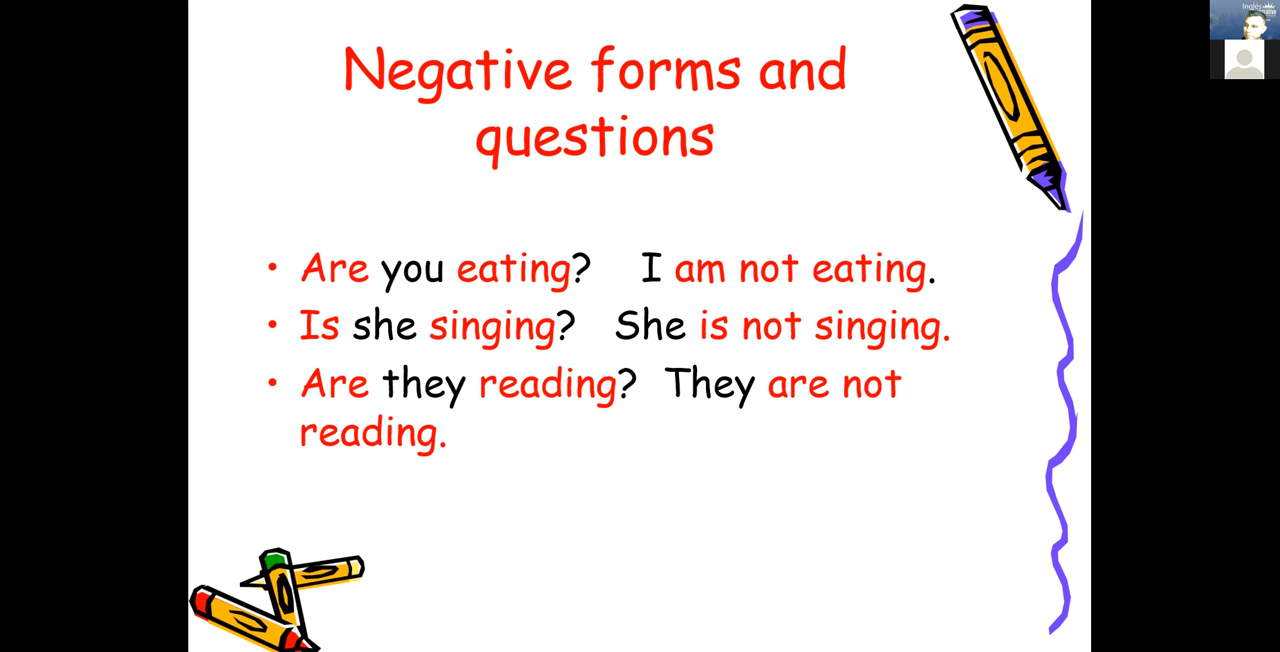 Inglés
Negative forms and
questions
• Are you eating? I am not eating.
• Is she singing? She is not singing.
• Are they reading? They are not
reading.